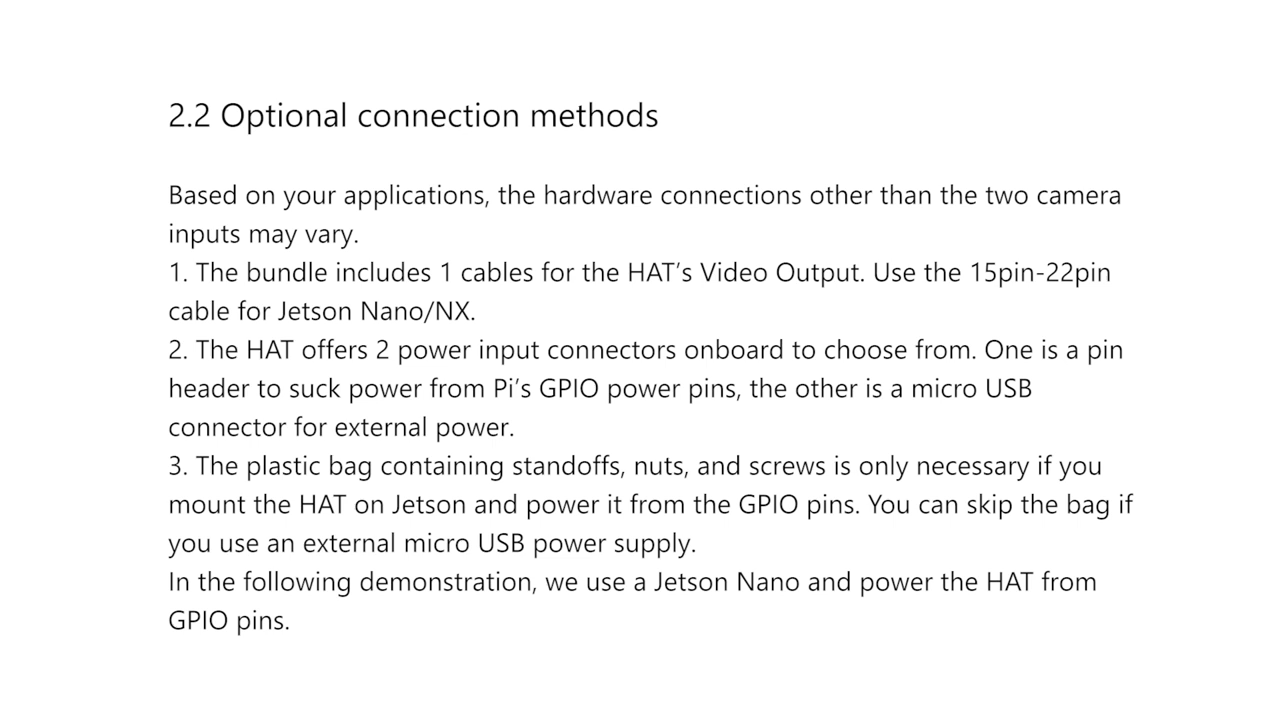 2.2 Optional connection methods
Based on your applications, the hardware connections other than the two camera
inputs may vary.
1. The bundle includes 1 cables for the HAT’s Video Output. Use the 15pin-22pin
cable for Jetson Nano/NX.
2. The HAT offers 2 power input connectors onboard to choose from. One is a pin
header to suck power from Pi’s GPIO power pins, the other is a micro USB
connector for external power.
3. The plastic bag containing standoffs, nuts, and screws is only necessary if you
mount the HAT on Jetson and power it from the GPIO pins. You can skip the bag if
you use an external micro USB power supply.
In the following demonstration, we use a Jetson Nano and power the HAT from
GPIO pins.